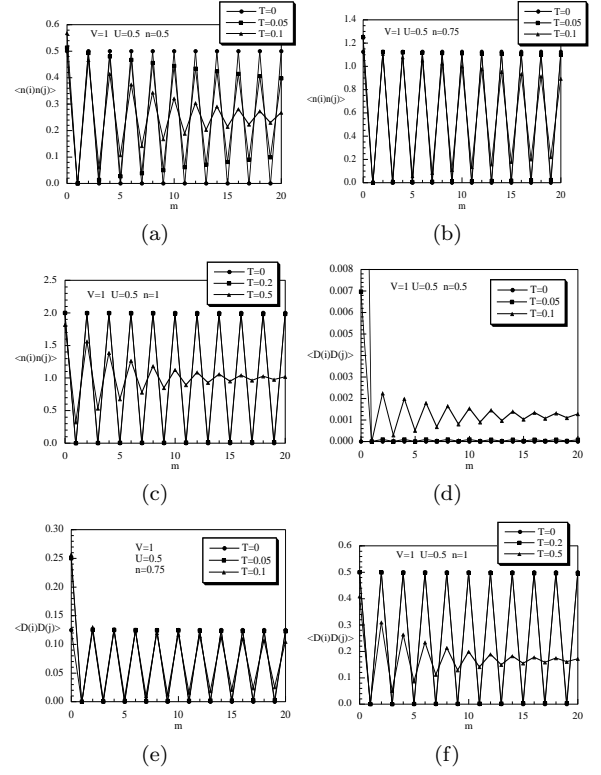 V=1 U=0.5 n=0.5
T=0
T=0.05
T=0.1
<n(i)n(j)>
0.6
0.5
0.4
0.3
0.2
0.1
0.0
0 5 10 15 20
m
(a)
V=1 U=0.5 n=0.75
T=0
T=0.05
T=0.1
<n(i)n(j)>
1.4
1.2
1.0
0.8
0.6
0.4
0.2
0.0
0 5 10 15 20
m
(b)
V=1 U=0.5 n=1
T=0
T=0.2
T=0.5
<n(i)n(j)>
2.5
2.0
1.5
1.0
0.5
0.0
0 5 10 15 20
m
(c)
V=1 U=0.5 n=0.5
T=0
T=0.05
T=0.1
<D(i)D(j)>
0.008
0.007
0.006
0.005
0.004
0.003
0.002
0.001
0.000
0 5 10 15 20
m
(d)
V=1
U=0.5
n=0.75
T=0
T=0.05
T=0.1
<D(i)D(j)>
0.30
0.25
0.20
0.15
0.10
0.05
0.00
0 5 10 15 20
m
(e)
V=1 U=0.5 n=1
T=0
T=0.2
T=0.5
<D(i)D(j)>
0.6
0.5
0.4
0.3
0.2
0.1
0.0
0 5 10 15 20
m
(f)